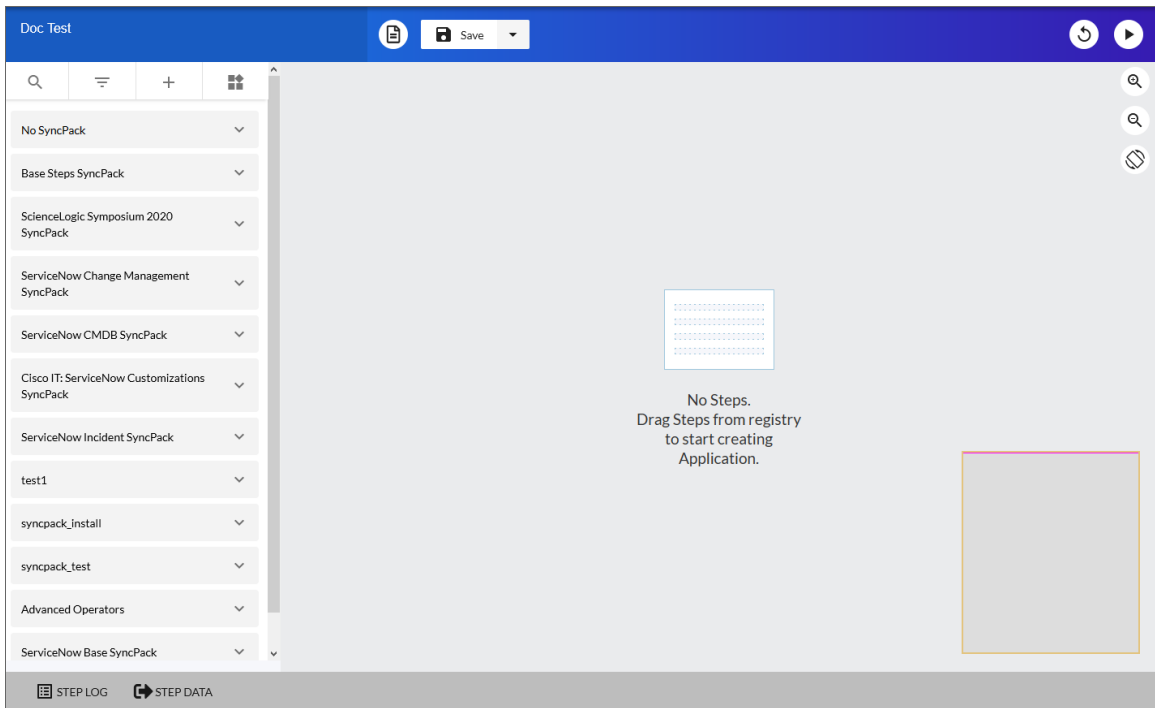 Doc Test
Save
No SyncPack
Base Steps SyncPack
ScienceLogic Symposium 2020
SyncPack
ServiceNow Change Management
SyncPack
ServiceNow CMDB SyncPack
Cisco IT: ServiceNow Customizations
SyncPack
ServiceNow Incident SyncPack
test1
syncpack_install
syncpack_test
Advanced Operators
ServiceNow Base SyncPack
No Steps.
Drag Steps from registry
to start creating
Application.
STEP LOG
STEP DATA